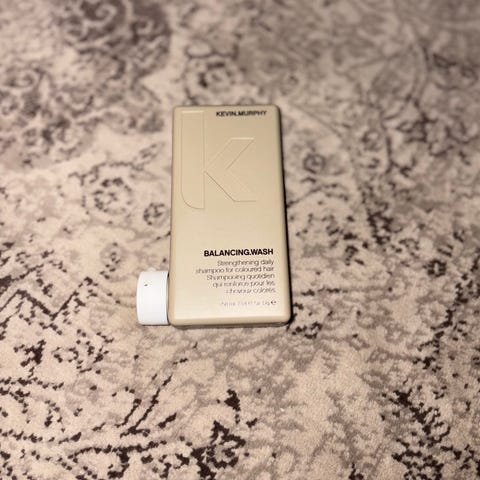 KEVIN.MURPHY
BALANCING.WASH
Strengthening daily
shampoo for coloured hair
Shampooing quotidien
qui renforce pour les
cheveux colorés